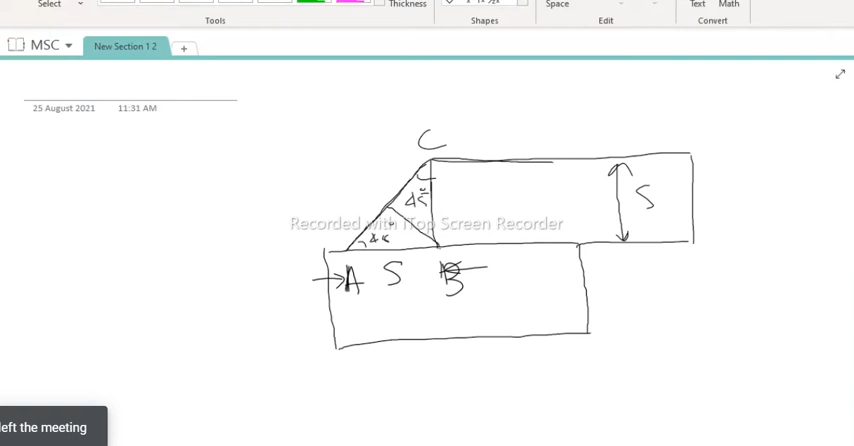 Select
Thickness
Space
Text Math
Tools
Shapes
Edit
Convert
MSC
New Section 1 2
25 August 2021 11:31 AM
C
45
S
Recorded with iTop Screen Recorder
A S B
left the meeting